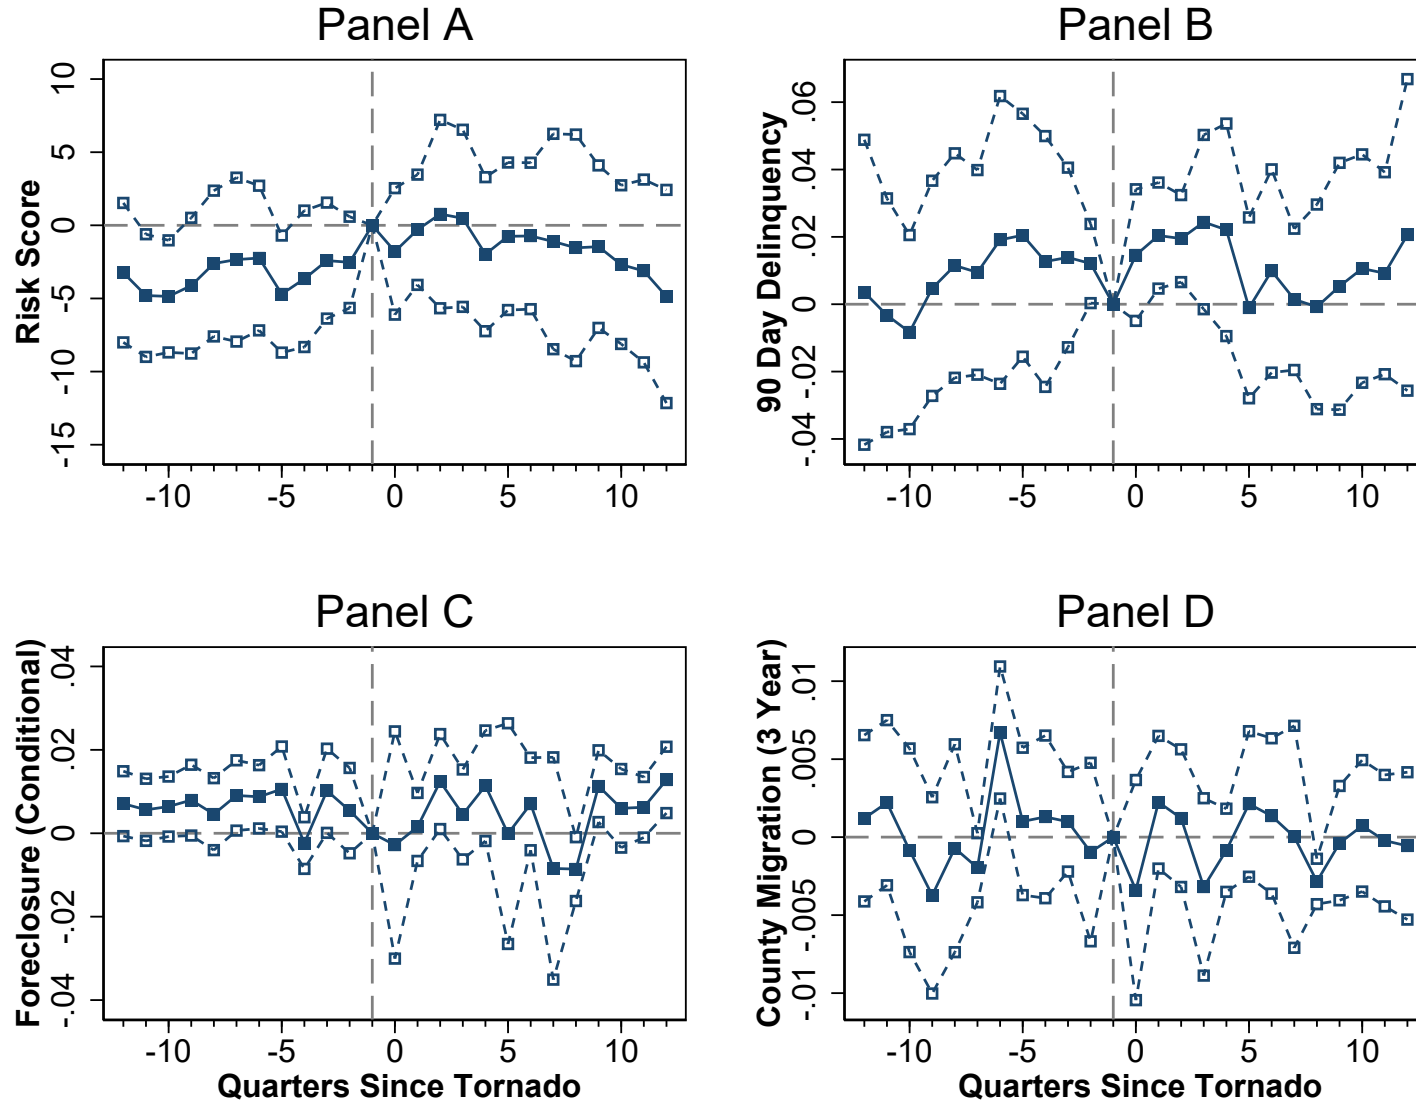 Panel A
Risk Score
10
5
0
-5
-10
-15
-10 -5 0 5 10
Panel B
90 Day Delinquency
.06
.04
.02
0
-.02
-.04
-10 -5 0 5 10
Panel C
Foreclosure (Conditional)
.04
.02
0
-.02
-.04
-10 -5 0 5 10
Quarters Since Tornado
Panel D
County Migration (3 Year)
.01
.005
0
-.005
-.01
-10 -5 0 5 10
Quarters Since Tornado